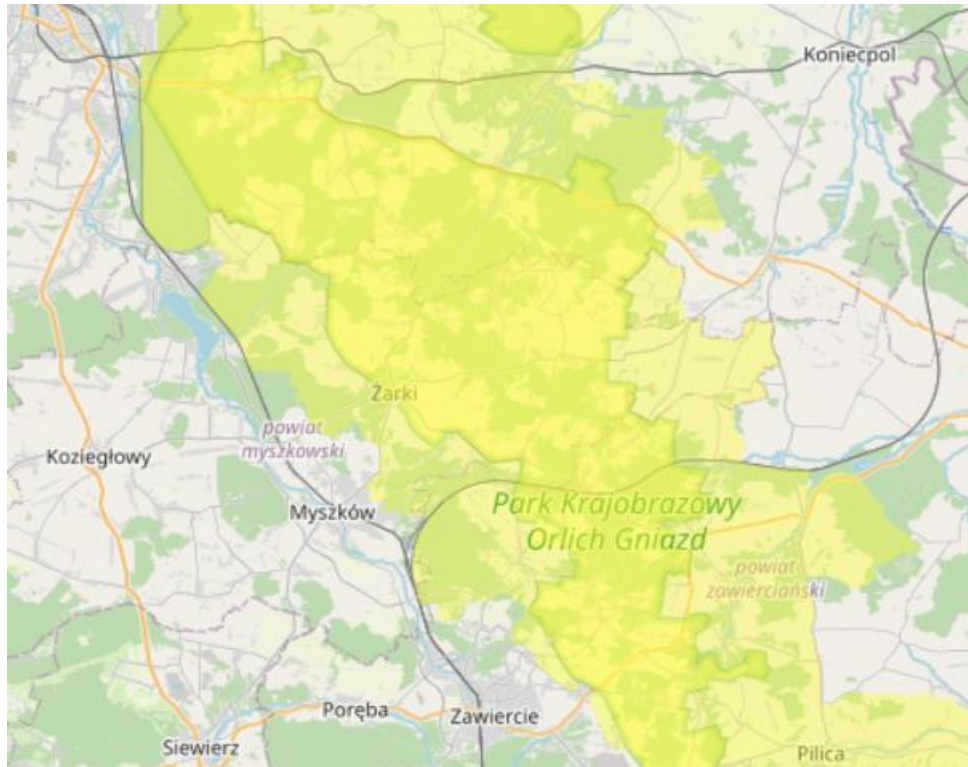 Koniecpol
Żarki
powiat
myszkowski
Koziegłowy
Myszków
Park Krajobrazowy
Orlich Gniazd
powiat
zawierciański
Poręba
Zawiercie
Siewierz
Pilica